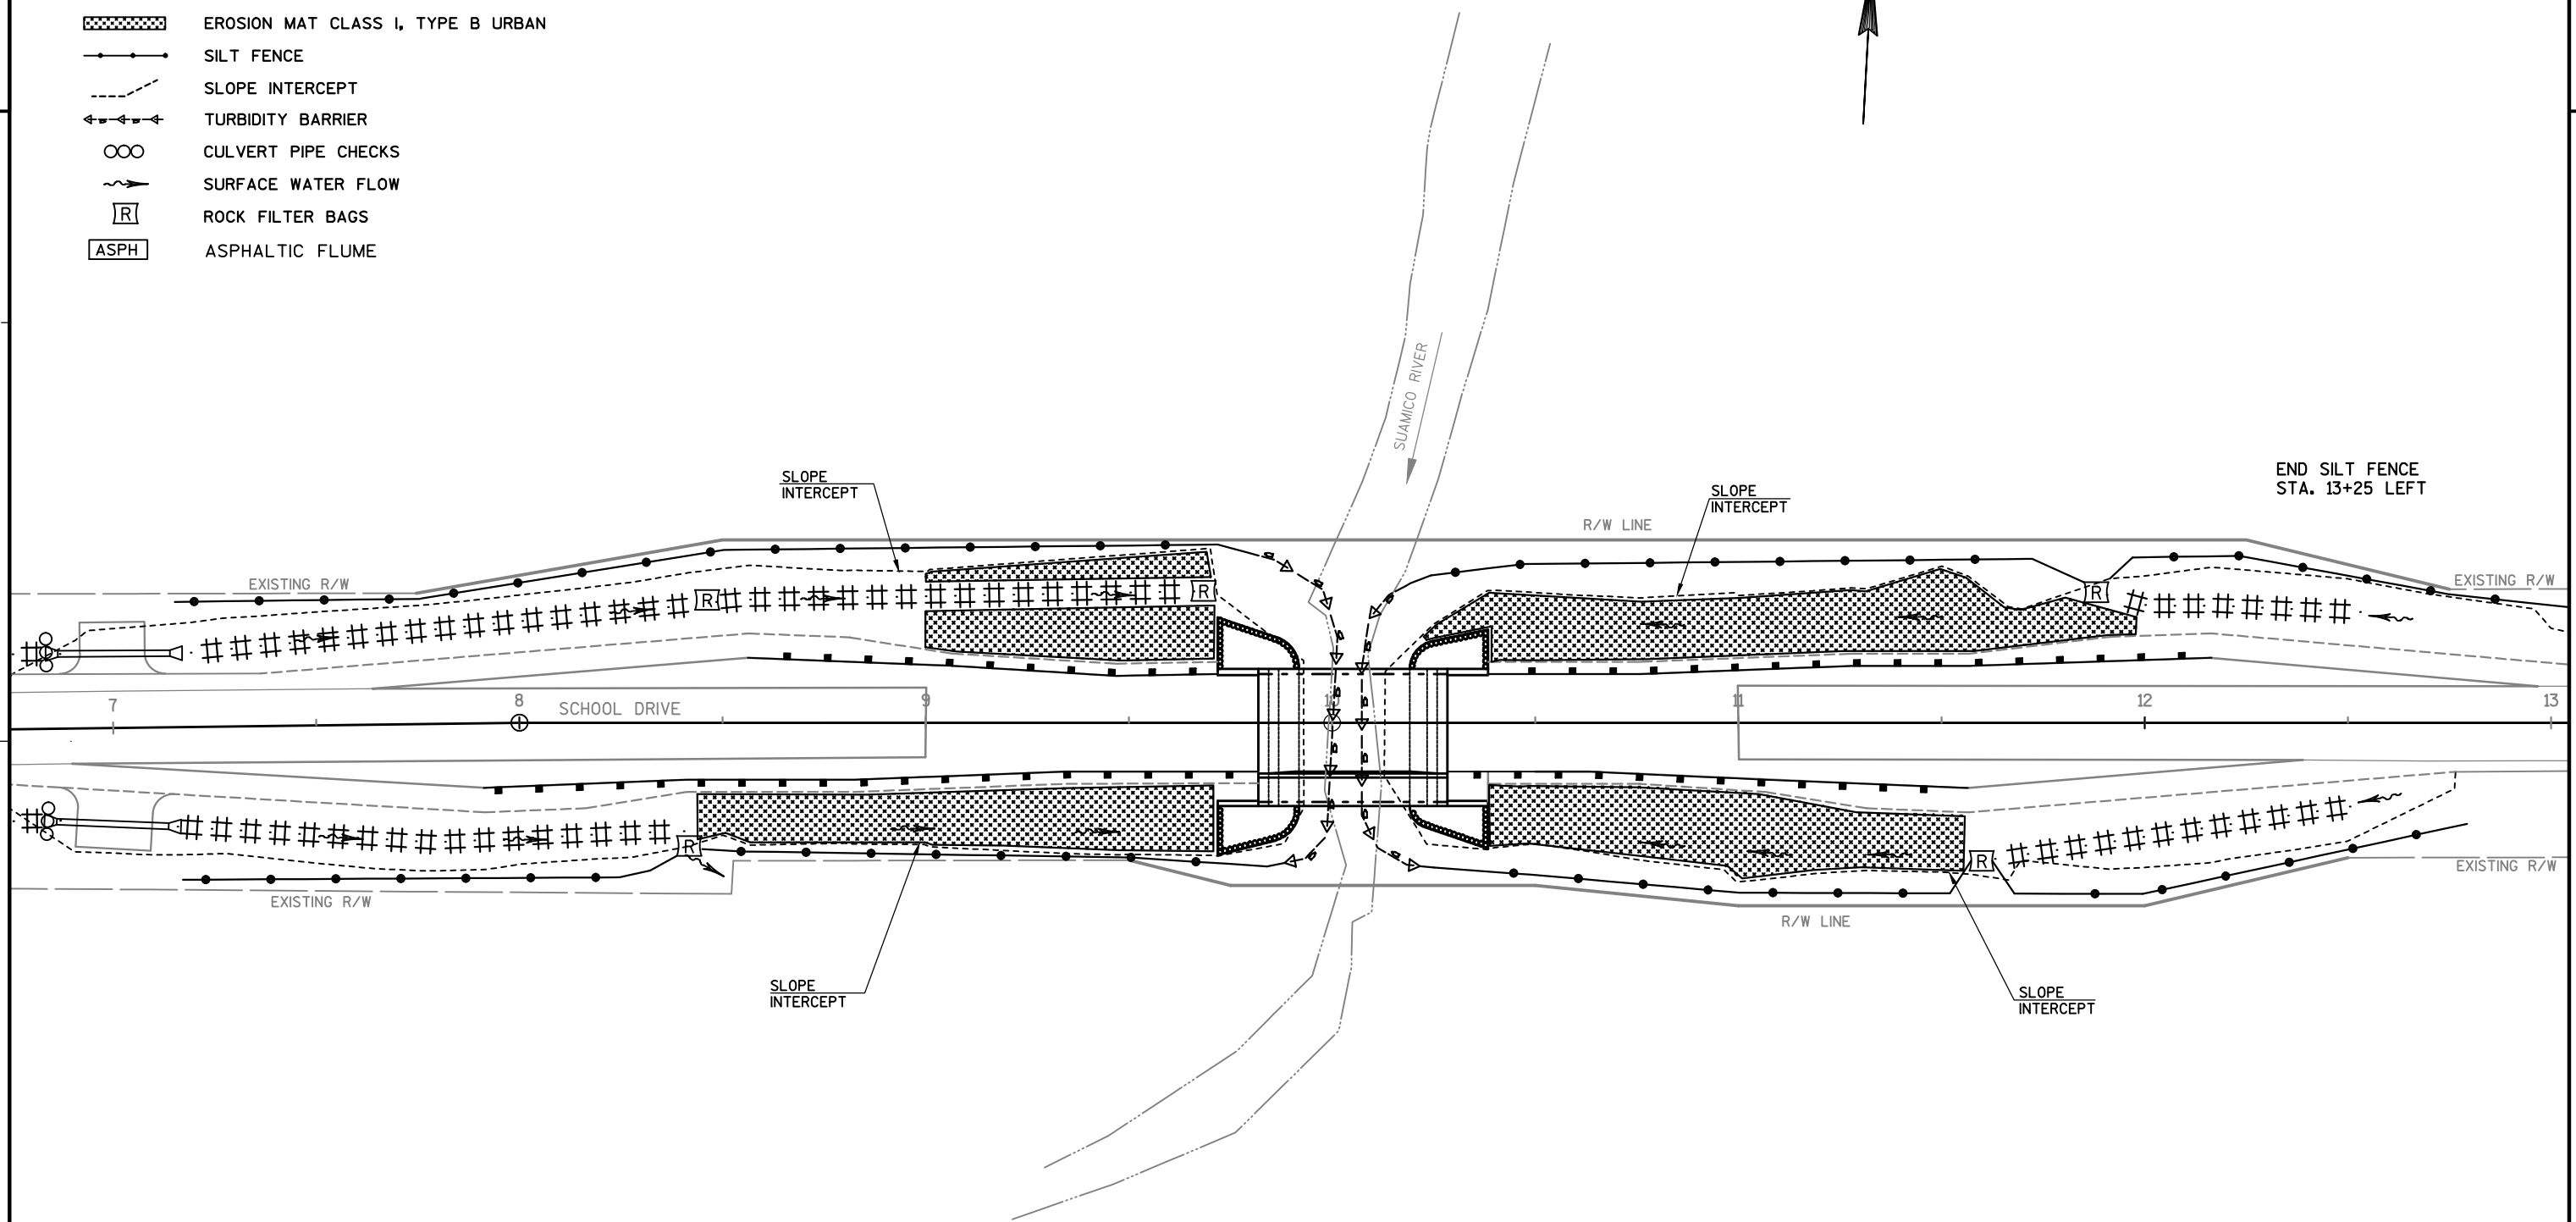 EROSION MAT CLASS I, TYPE B URBAN
SILT FENCE
SLOPE INTERCEPT
TURBIDITY BARRIER
CULVERT PIPE CHECKS
SURFACE WATER FLOW
R ROCK FILTER BAGS
ASPH ASPHALTIC FLUME
SUAMICO RIVER
SLOPE
INTERCEPT
SLOPE
INTERCEPT
END SILT FENCE
STA. 13+25 LEFT
R/W LINE
EXISTING R/W
EXISTING R/W
R
R
R
7
8
SCHOOL DRIVE
9
11
12
13
R
R
EXISTING R/W
EXISTING R/W
R/W LINE
SLOPE
INTERCEPT
SLOPE
INTERCEPT